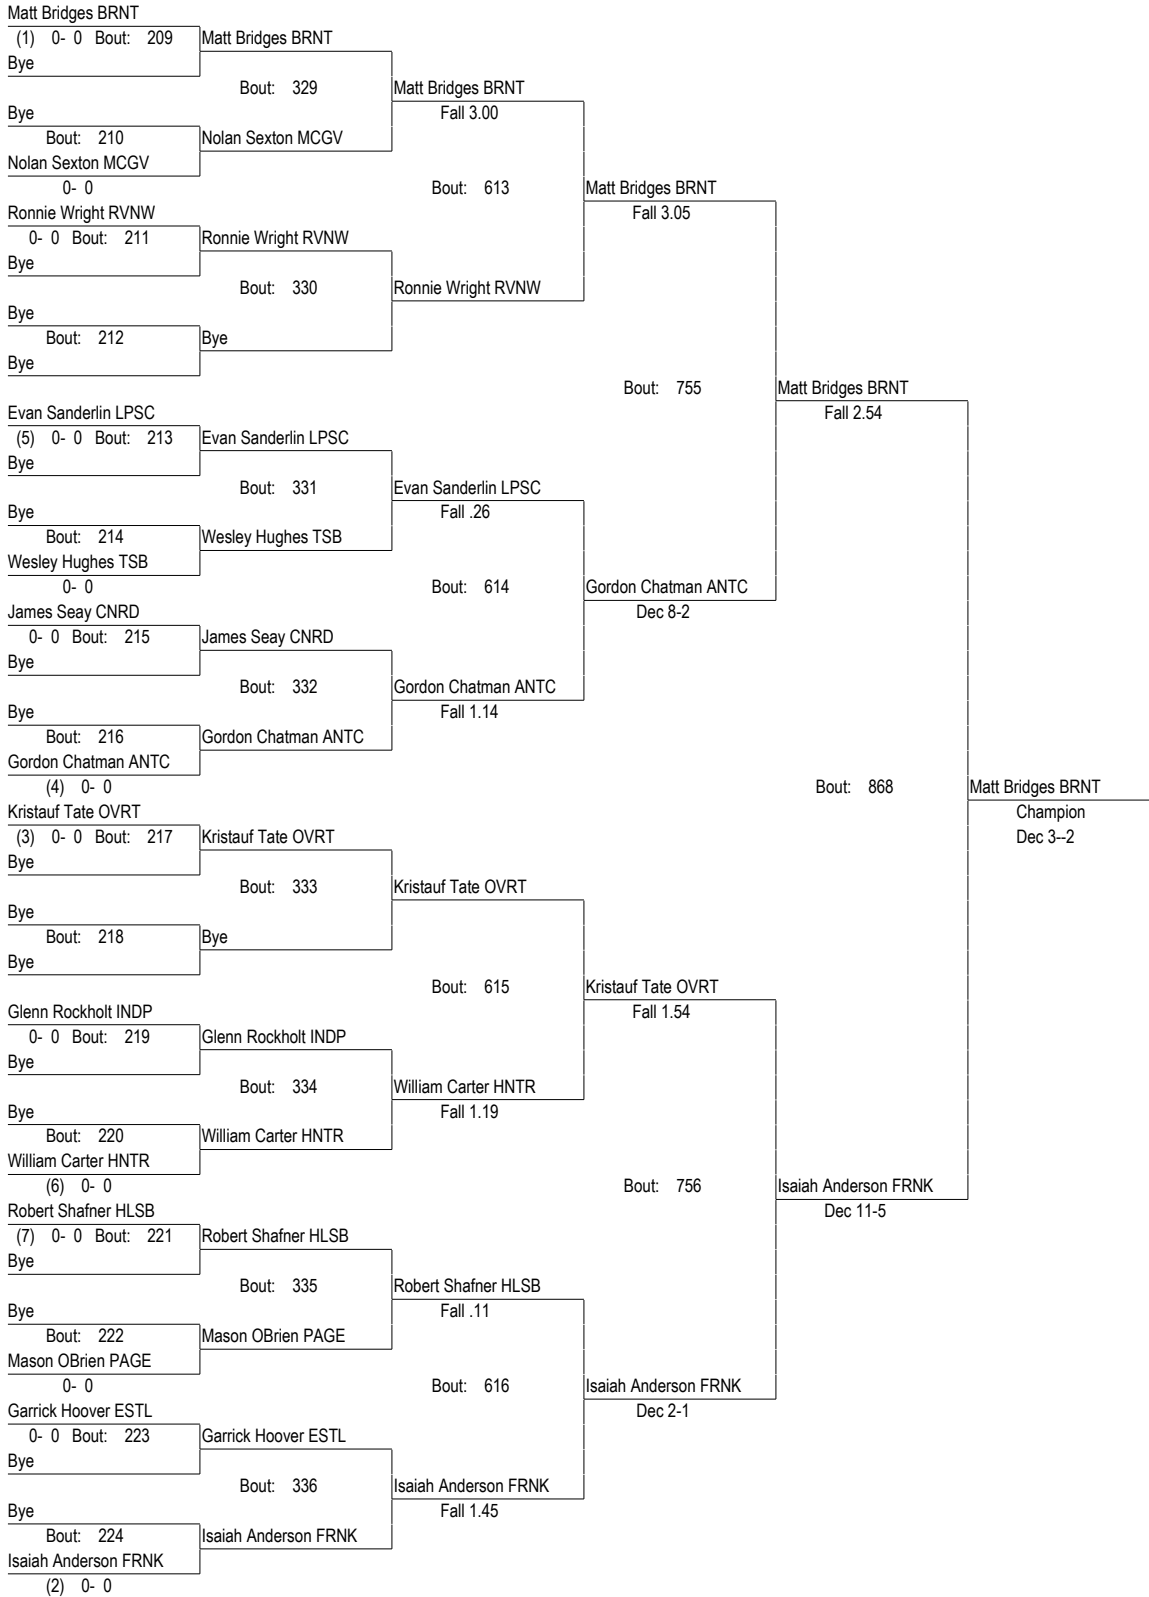 Matt Bridges BRNT
(1) 0- 0 Bout: 209 Matt Bridges BRNT
Bye
Bout: 329 Matt Bridges BRNT
Bye Fall 3.00
Bout: 210 Nolan Sexton MCGV
Nolan Sexton MCGV
0- 0 Bout: 613 Matt Bridges BRNT
Ronnie Wright RVNW Fall 3.05
0- 0 Bout: 211 Ronnie Wright RVNW
Bye
Bout: 330 Ronnie Wright RVNW
Bye
Bout: 212 Bye
Bye
Bout: 755 Matt Bridges BRNT
Evan Sanderlin LPSC Fall 2.54
(5) 0- 0 Bout: 213 Evan Sanderlin LPSC
Bye
Bout: 331 Evan Sanderlin LPSC
Bye Fall .26
Bout: 214 Wesley Hughes TSB
Wesley Hughes TSB
0- 0 Bout: 614 Gordon Chatman ANTC
James Seay CNRD Dec 8-2
0- 0 Bout: 215 James Seay CNRD
Bye
Bout: 332 Gordon Chatman ANTC
Bye Fall 1.14
Bout: 216 Gordon Chatman ANTC
Gordon Chatman ANTC
(4) 0- 0 Bout: 868 Matt Bridges BRNT
Kristauf Tate OVRT Champion
(3) 0- 0 Bout: 217 Kristauf Tate OVRT Dec 3--2
Bye
Bout: 333 Kristauf Tate OVRT
Bye
Bout: 218 Bye
Bye
Bout: 615 Kristauf Tate OVRT
Glenn Rockholt INDP Fall 1.54
0- 0 Bout: 219 Glenn Rockholt INDP
Bye
Bout: 334 William Carter HNTR
Bye Fall 1.19
Bout: 220 William Carter HNTR
William Carter HNTR
(6) 0- 0 Bout: 756 Isaiah Anderson FRNK
Robert Shafner HLSB Dec 11-5
(7) 0- 0 Bout: 221 Robert Shafner HLSB
Bye
Bout: 335 Robert Shafner HLSB
Bye Fall .11
Bout: 222 Mason OBrien PAGE
Mason OBrien PAGE
0- 0 Bout: 616 Isaiah Anderson FRNK
Garrick Hoover ESTL Dec 2-1
0- 0 Bout: 223 Garrick Hoover ESTL
Bye
Bout: 336 Isaiah Anderson FRNK
Bye Fall 1.45
Bout: 224 Isaiah Anderson FRNK
Isaiah Anderson FRNK
(2) 0- 0